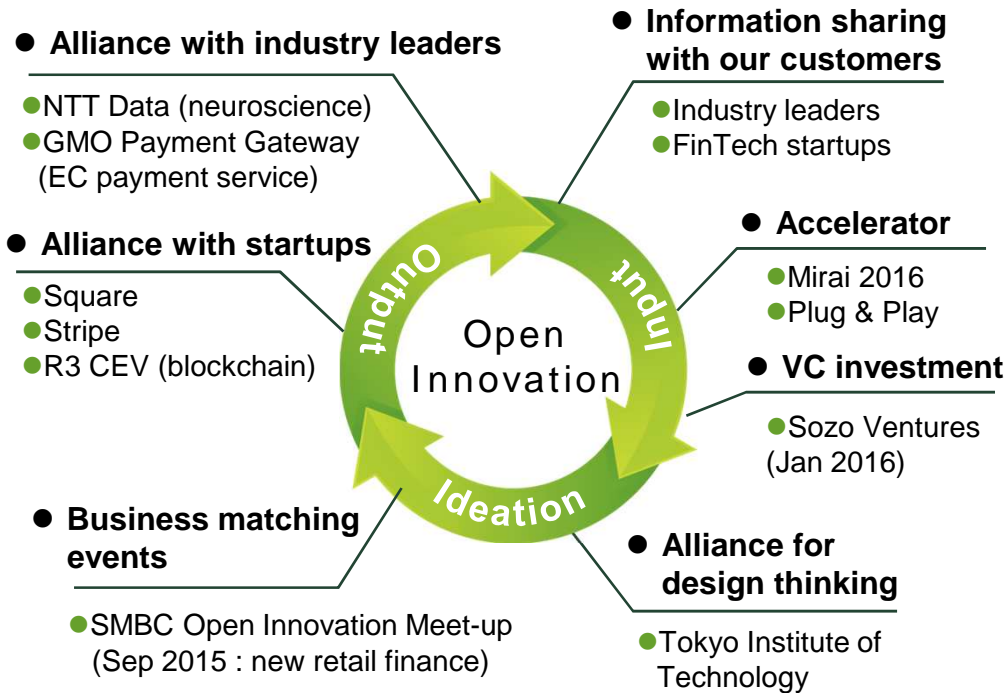 ● Alliance with industry leaders
●NTT Data (neuroscience)
●GMO Payment Gateway
(EC payment service)
● Information sharing
with our customers
●Industry leaders
●FinTech startups
● Alliance with startups
●Square
●Stripe
●R3 CEV (blockchain)
Output
Input
Open
Innovation
Ideation
● Accelerator
●Mirai 2016
●Plug & Play
● VC investment
●Sozo Ventures
(Jan 2016)
● Business matching
events
●SMBC Open Innovation Meet-up
(Sep 2015 : new retail finance)
● Alliance for
design thinking
●Tokyo Institute of
Technology